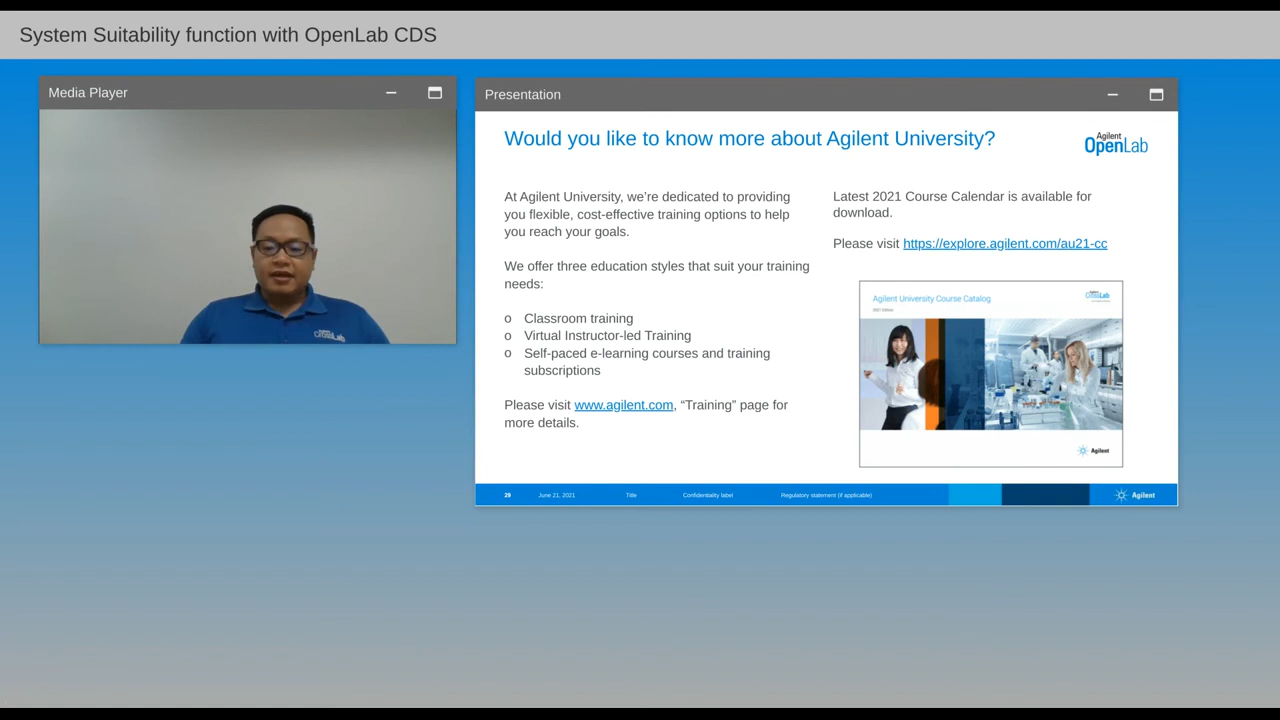 System Suitability function with OpenLab CDS
Media Player
Presentation
Would you like to know more about Agilent University?
Agilent
OpenLab
At Agilent University, we’re dedicated to providing
you flexible, cost-effective training options to help
you reach your goals.
We offer three education styles that suit your training
needs:
o Classroom training
o Virtual Instructor-led Training
o Self-paced e-learning courses and training
subscriptions
Please visit www.agilent.com, “Training” page for
more details.
Latest 2021 Course Calendar is available for
download.
Please visit https://explore.agilent.com/au21-cc
Agilent University Course Catalog
2021 Edition
Agilent
CrossLab
Agilent
29 June 21, 2021 Title Confidentiality label Regulatory statement (if applicable) Agilent